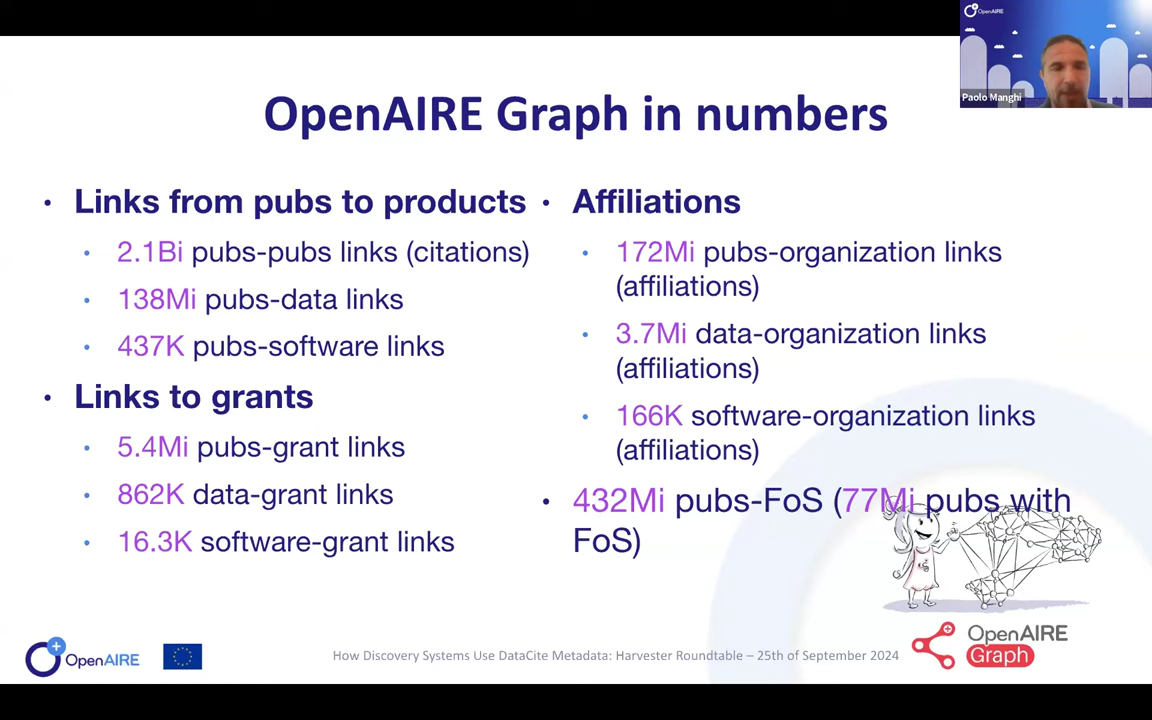 OpenAIRE
Paolo Manghi
OpenAIRE Graph in numbers
• Links from pubs to products
• 2.1Bi pubs-pubs links (citations)
• 138Mi pubs-data links
• 437K pubs-software links
• Links to grants
• 5.4Mi pubs-grant links
• 862K data-grant links
• 16.3K software-grant links
• Affiliations
• 172Mi pubs-organization links
(affiliations)
• 3.7Mi data-organization links
(affiliations)
• 166K software-organization links
(affiliations)
• 432Mi pubs-FoS (77Mi pubs with
FoS)
OpenAIRE
How Discovery Systems Use DataCite Metadata: Harvester Roundtable – 25th of September 2024
OpenAIRE
Graph